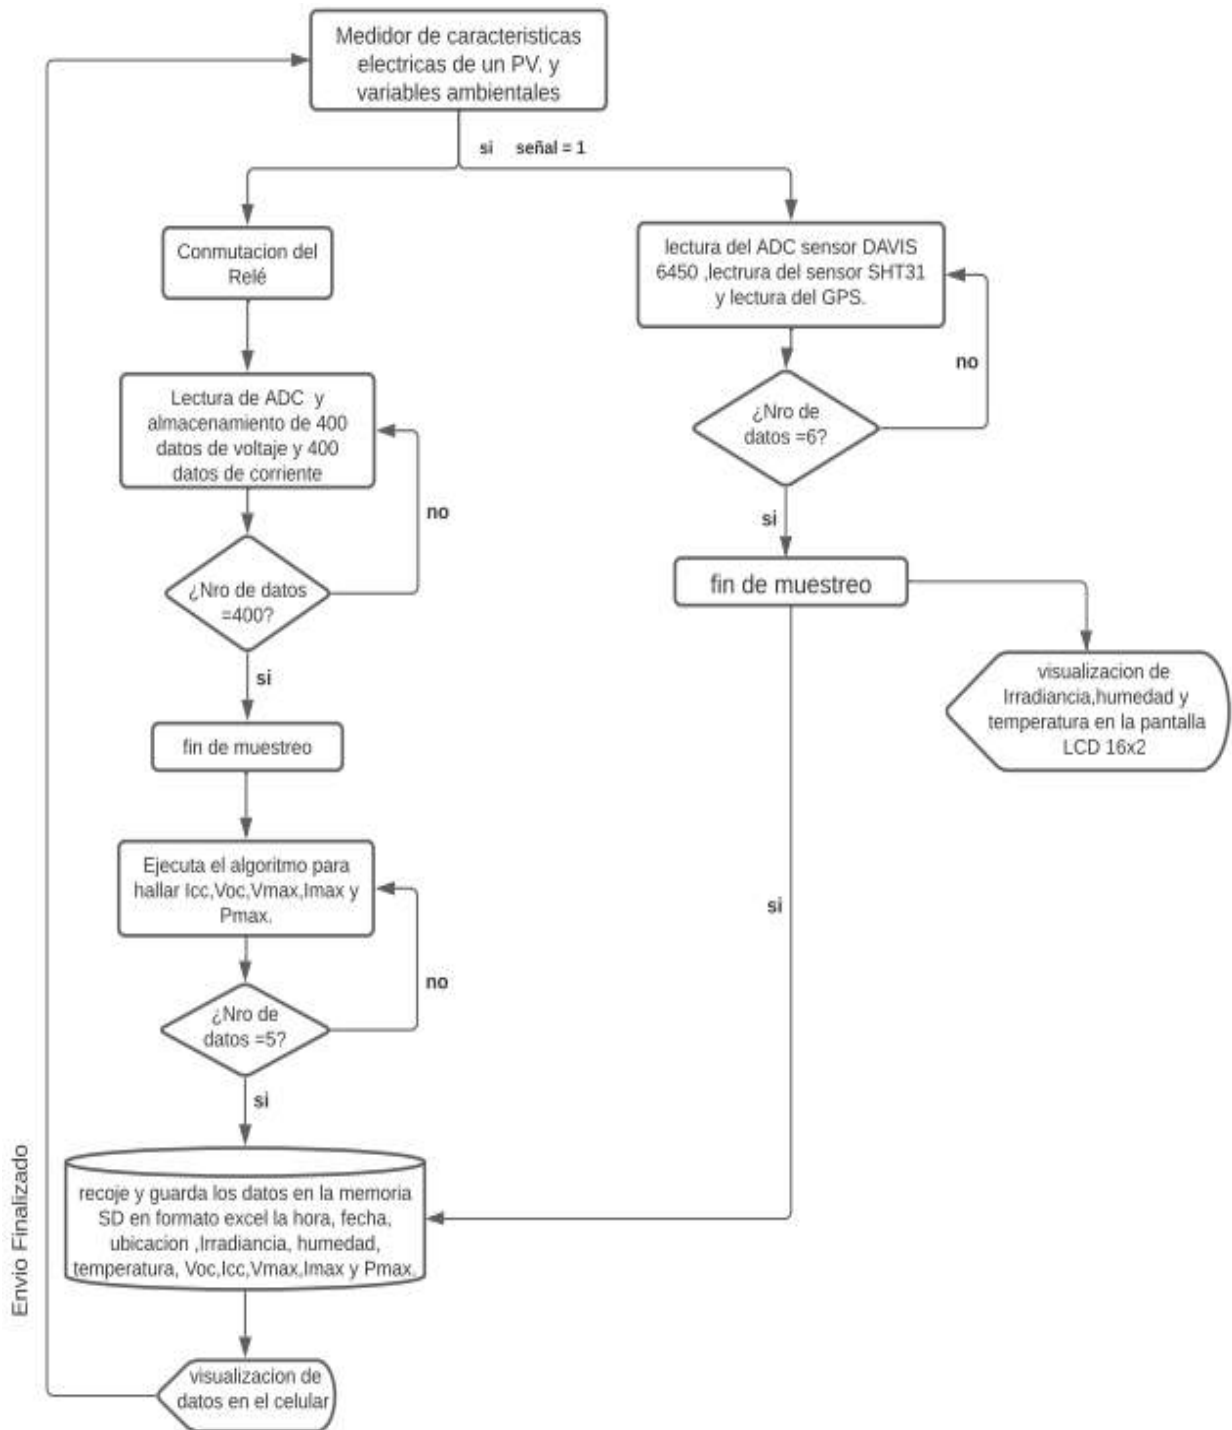 Medidor de caracteristicas
electricas de un PV. y
variables ambientales
si señal = 1
Conmutacion del
Relé
Lectura de ADC y
almacenamiento de 400
datos de voltaje y 400
datos de corriente
no
¿Nro de datos
=400?
si
fin de muestreo
Ejecuta el algoritmo para
hallar Icc,Voc,Vmax,Imax y
Pmax.
no
¿Nro de
datos =5?
si
lectura del ADC sensor DAVIS
6450 ,lectrura del sensor SHT31
y lectura del GPS.
no
¿Nro de
datos =6?
si
fin de muestreo
visualizacion de
Irradiancia,humedad y
temperatura en la pantalla
LCD 16x2
si
recoje y guarda los datos en la memoria
SD en formato excel la hora, fecha,
ubicacion ,Irradiancia, humedad,
temperatura, Voc,Icc,Vmax,Imax y Pmax.
visualizacion de
datos en el celular
Envio Finalizado